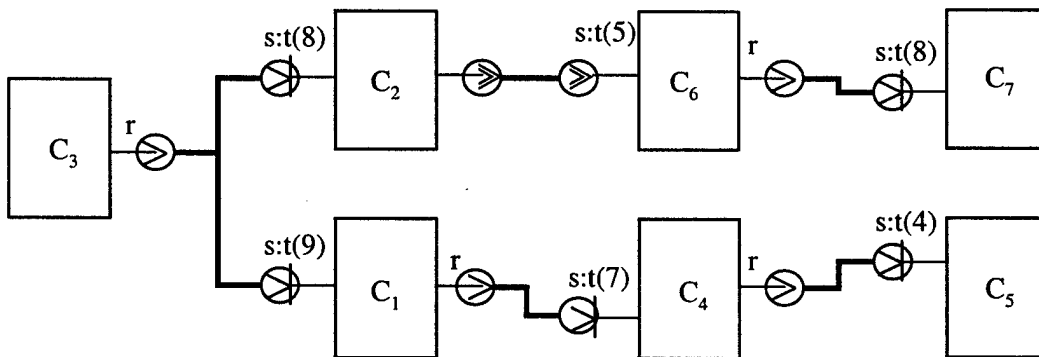 s:t(8)
s:t(5)
r
s:t(8)
C₂
C₆
C₇
r
C₃
s:t(9)
r
s:t(7)
r
s:t(4)
C₁
C₄
C₅